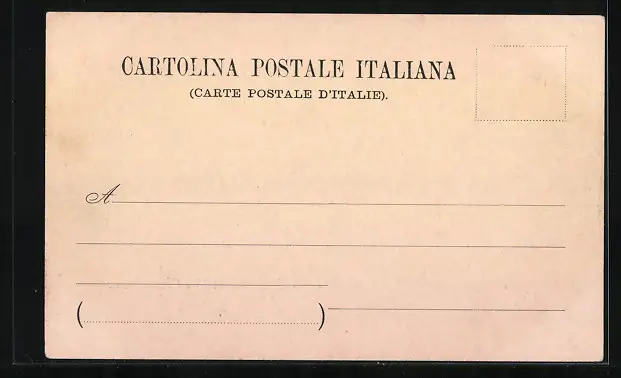 CARTOLINA POSTALE ITALIANA
(CARTE POSTALE D'ITALIE).
A
( )